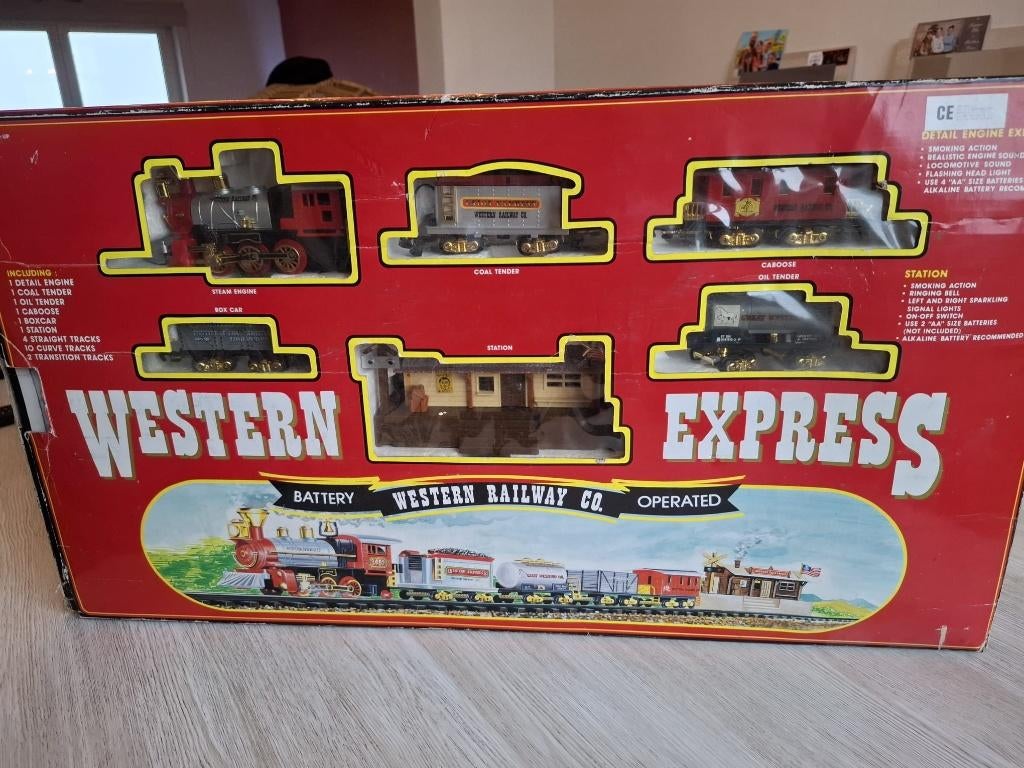 CE
DETAIL ENGINE
• SMOKING ACTION
• REALISTIC ENGINE SOUND
• LOCOMOTIVE SOUND
• FLASHING HEAD LIGHT
• USE 4 "AA" SIZE BATTERIES
ALKALINE BATTERY
STEAM ENGINE
WESTERN RAILWAY CO.
COAL TENDER
CABOOSE
INCLUDING :
1 DETAIL ENGINE
1 COAL TENDER
1 OIL TENDER
1 CABOOSE
1 BOXCAR
1 STATION
4 STRAIGHT TRACKS
10 CURVE TRACKS
2 TRANSITION TRACKS
BOX CAR
STATION
OIL TENDER
STATION
• SMOKING ACTION
• RINGING BELL
• LEFT AND RIGHT SPARKLING
SIGNAL LIGHTS
• ON-OFF SWITCH
• USE 2 "AA" SIZE BATTERIES
(NOT INCLUDED)
• ALKALINE BATTERY RECOMMENDED
WESTERN EXPRESS
BATTERY WESTERN RAILWAY CO. OPERATED